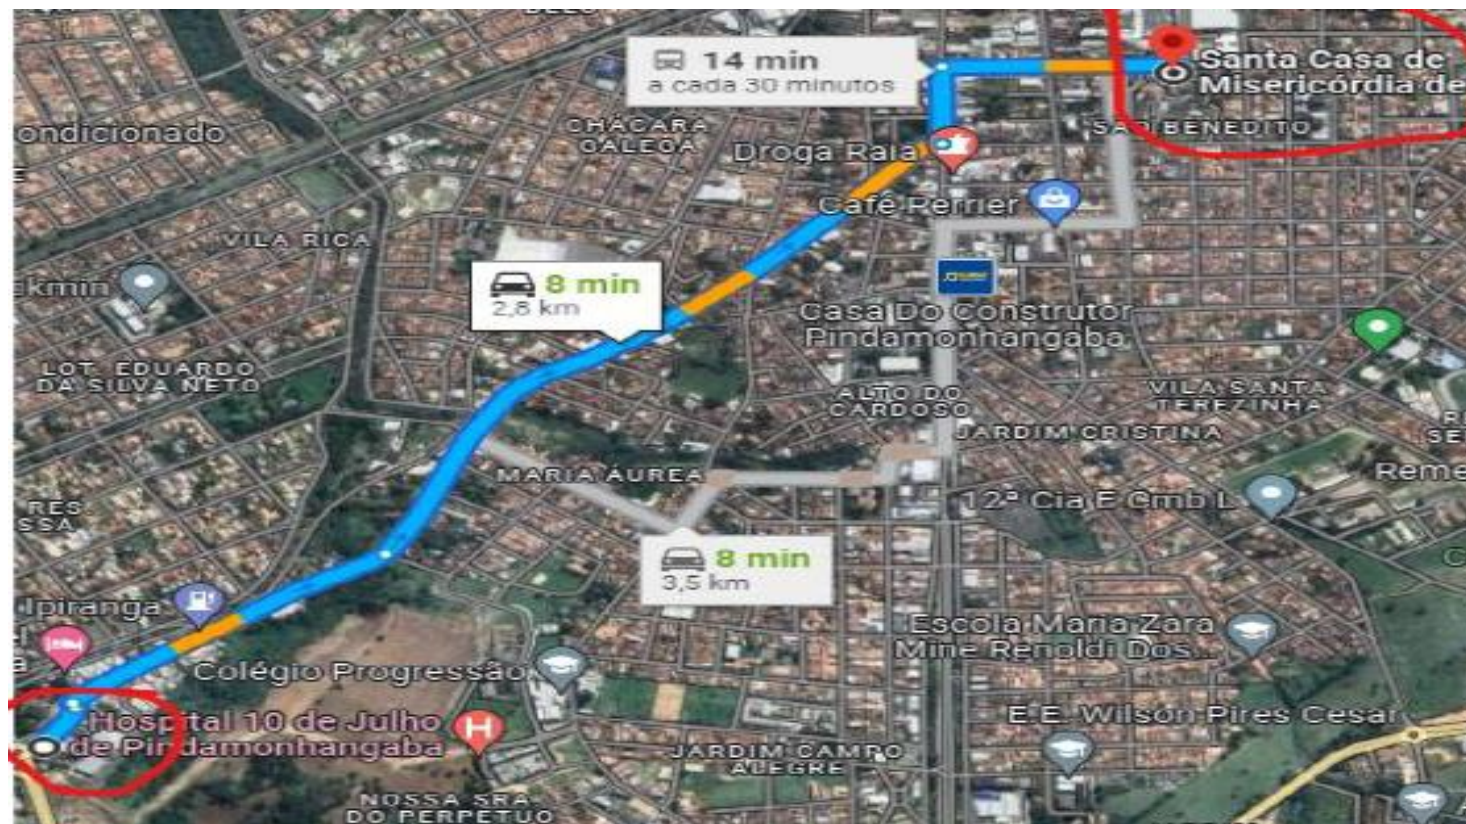 14 min
a cada 30 minutos
Santa Casa de
Misericórdia de
ondicionado
CHÁCARA
GALEGA
SÃO BENEDITO
Droga Raia
Café Perrier
VILA RICA
akmin
8 min
2,8 km
Casa Do Construtor
Pindamonhangaba
LOT. EDUARDO
DA SILVA NETO
ALTO DO
CARDOSO
VILA SANTA
TEREZINHA
JARDIM CRISTINA
MARIA ÁUREA
Reme
12ª Cia E Cmb L
RES.
SSA
8 min
3,5 km
Ipiranga
Escola Maria Zara
Mine Renoldi Dos...
Colégio Progressão
H
Hospital 10 de Julho
de Pindamonhangaba
E.E. Wilson Pires Cesar
JARDIM CAMPO
ALEGRE
NOSSA SRA.
DO PERPETUO